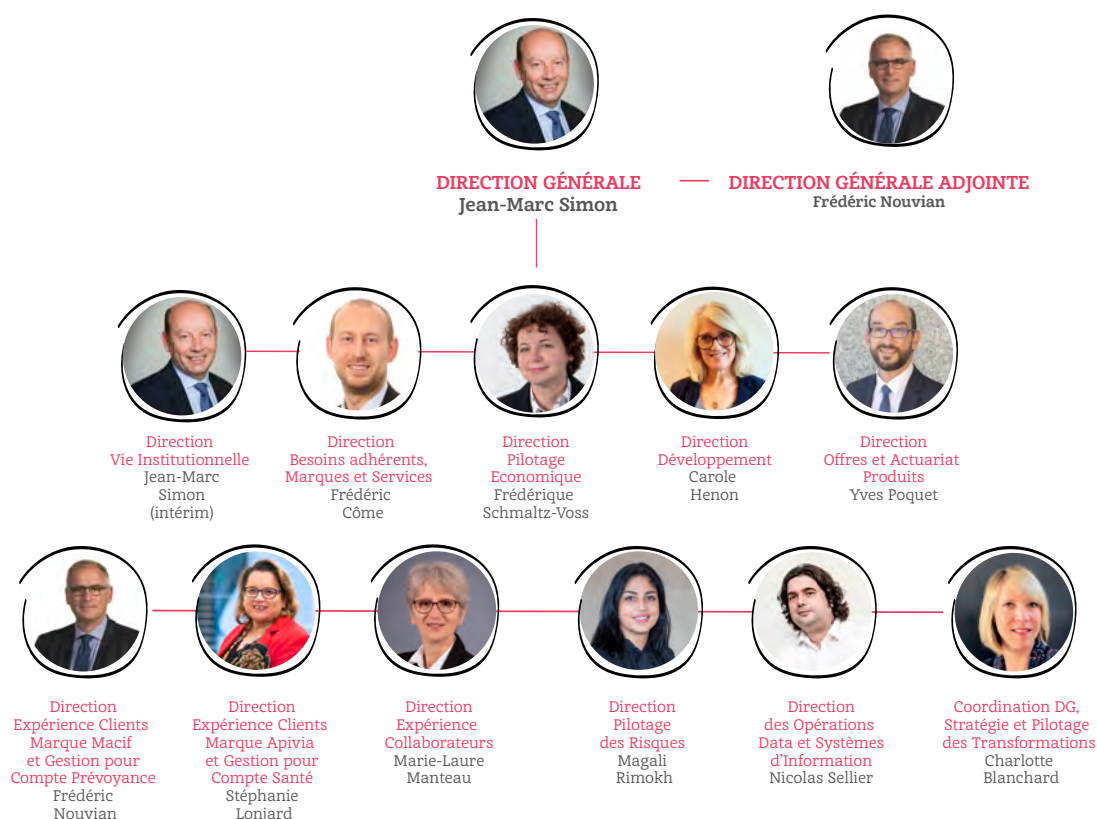 DIRECTION GÉNÉRALE
Jean-Marc Simon
DIRECTION GÉNÉRALE ADJOINTE
Frédéric Nouvian
Direction
Vie Institutionnelle
Jean-Marc
Simon
(intérim)
Direction
Besoins adhérents,
Marques et Services
Frédéric
Côme
Direction
Pilotage
Economique
Frédérique
Schmaltz-Voss
Direction
Développement
Carole
Henon
Direction
Offres et Actuariat
Produits
Yves Poquet
Direction
Expérience Clients
Marque Macif
et Gestion pour
Compte Prévoyance
Frédéric
Nouvian
Direction
Expérience Clients
Marque Apivia
et Gestion pour
Compte Santé
Stéphanie
Loniard
Direction
Expérience
Collaborateurs
Marie-Laure
Manteau
Direction
Pilotage
des Risques
Magali
Rimokh
Direction
des Opérations
Data et Systèmes
d'Information
Nicolas Sellier
Coordination DG,
Stratégie et Pilotage
des Transformations
Charlotte
Blanchard